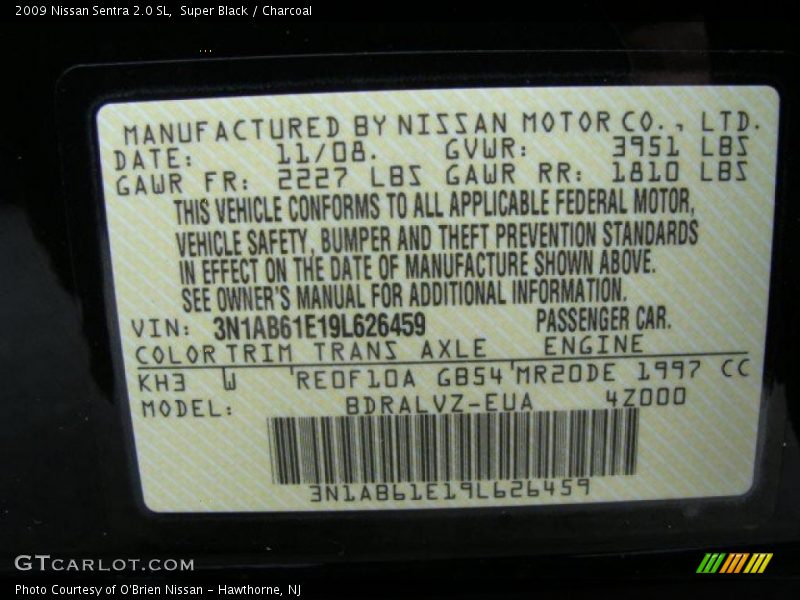 2009 Nissan Sentra 2.0 SL,  Super Black / Charcoal
MANUFACTURED BY NISSAN MOTOR CO., LTD.
DATE: 11/08. GVWR: 3951 LBS
GAWR FR: 2227 LBS GAWR RR: 1810 LBS
THIS VEHICLE CONFORMS TO ALL APPLICABLE FEDERAL MOTOR,
VEHICLE SAFETY, BUMPER AND THEFT PREVENTION STANDARDS
IN EFFECT ON THE DATE OF MANUFACTURE SHOWN ABOVE.
SEE OWNER'S MANUAL FOR ADDITIONAL INFORMATION.
VIN: 3N1AB61E19L626459 PASSENGER CAR.
COLOR TRIM TRANS AXLE ENGINE
KH3 W 'RE0F10A GB54 'MR20DE 1997 CC
MODEL: BDRALVZ-EUA 4Z000
3N1AB61E19L626459
GTCARLOT.COM
Photo Courtesy of O'Brien Nissan - Hawthorne, NJ